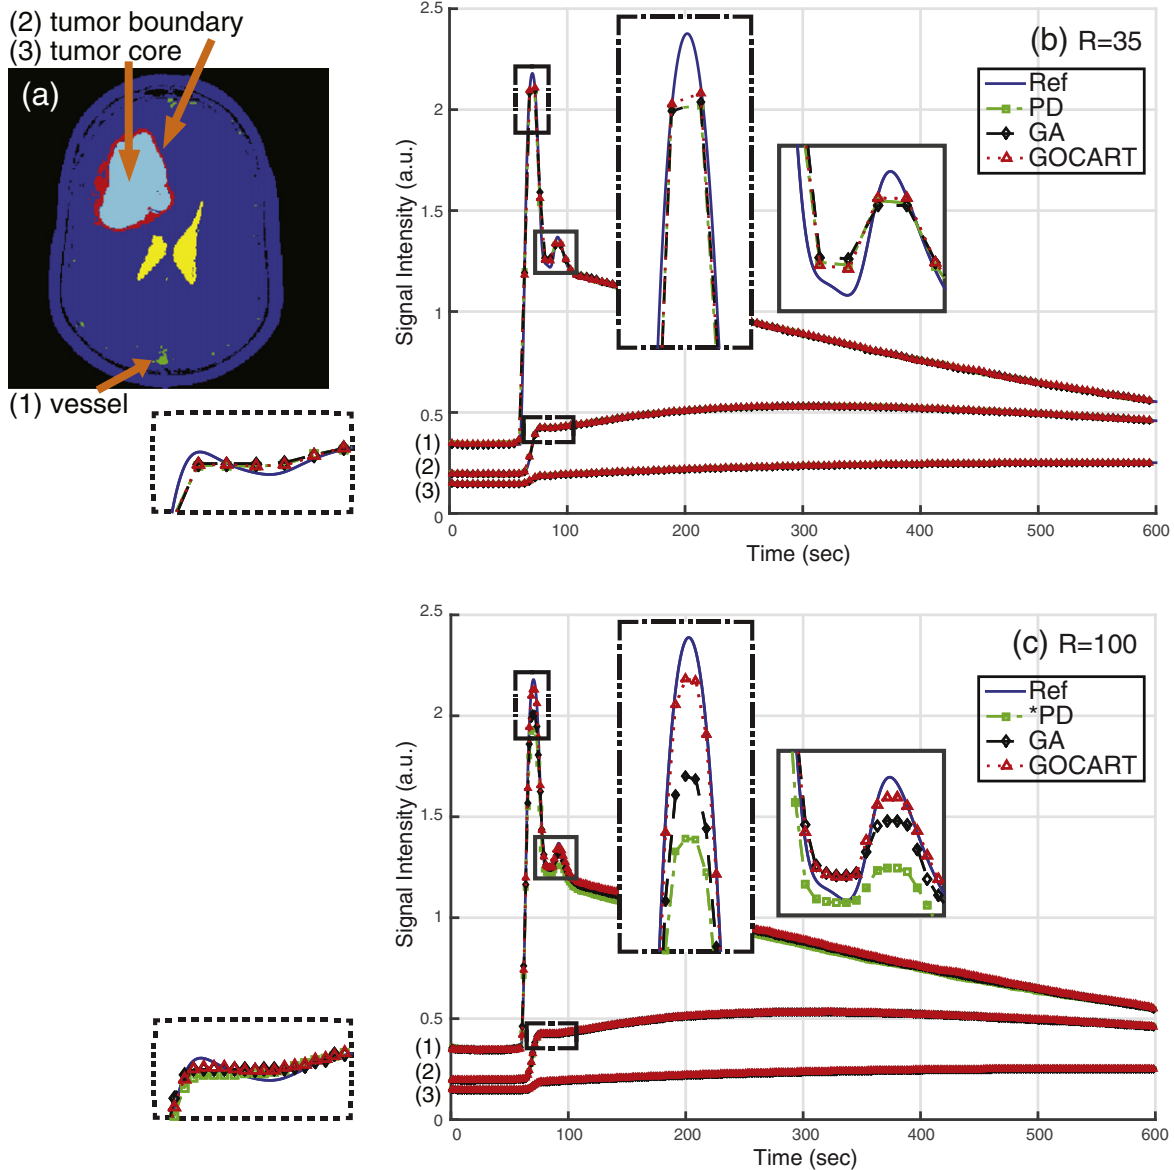 (2) tumor boundary
(3) tumor core
(a)
(1) vessel
(b) R=35
Ref
PD
GA
GOCART
Signal Intensity (a.u.)
2.5
2
1.5
1
0.5
0
(1)
(2)
(3)
0 100 200 300 400 500 600
Time (sec)
(c) R=100
Ref
*PD
GA
GOCART
Signal Intensity (a.u.)
2.5
2
1.5
1
0.5
0
(1)
(2)
(3)
0 100 200 300 400 500 600
Time (sec)